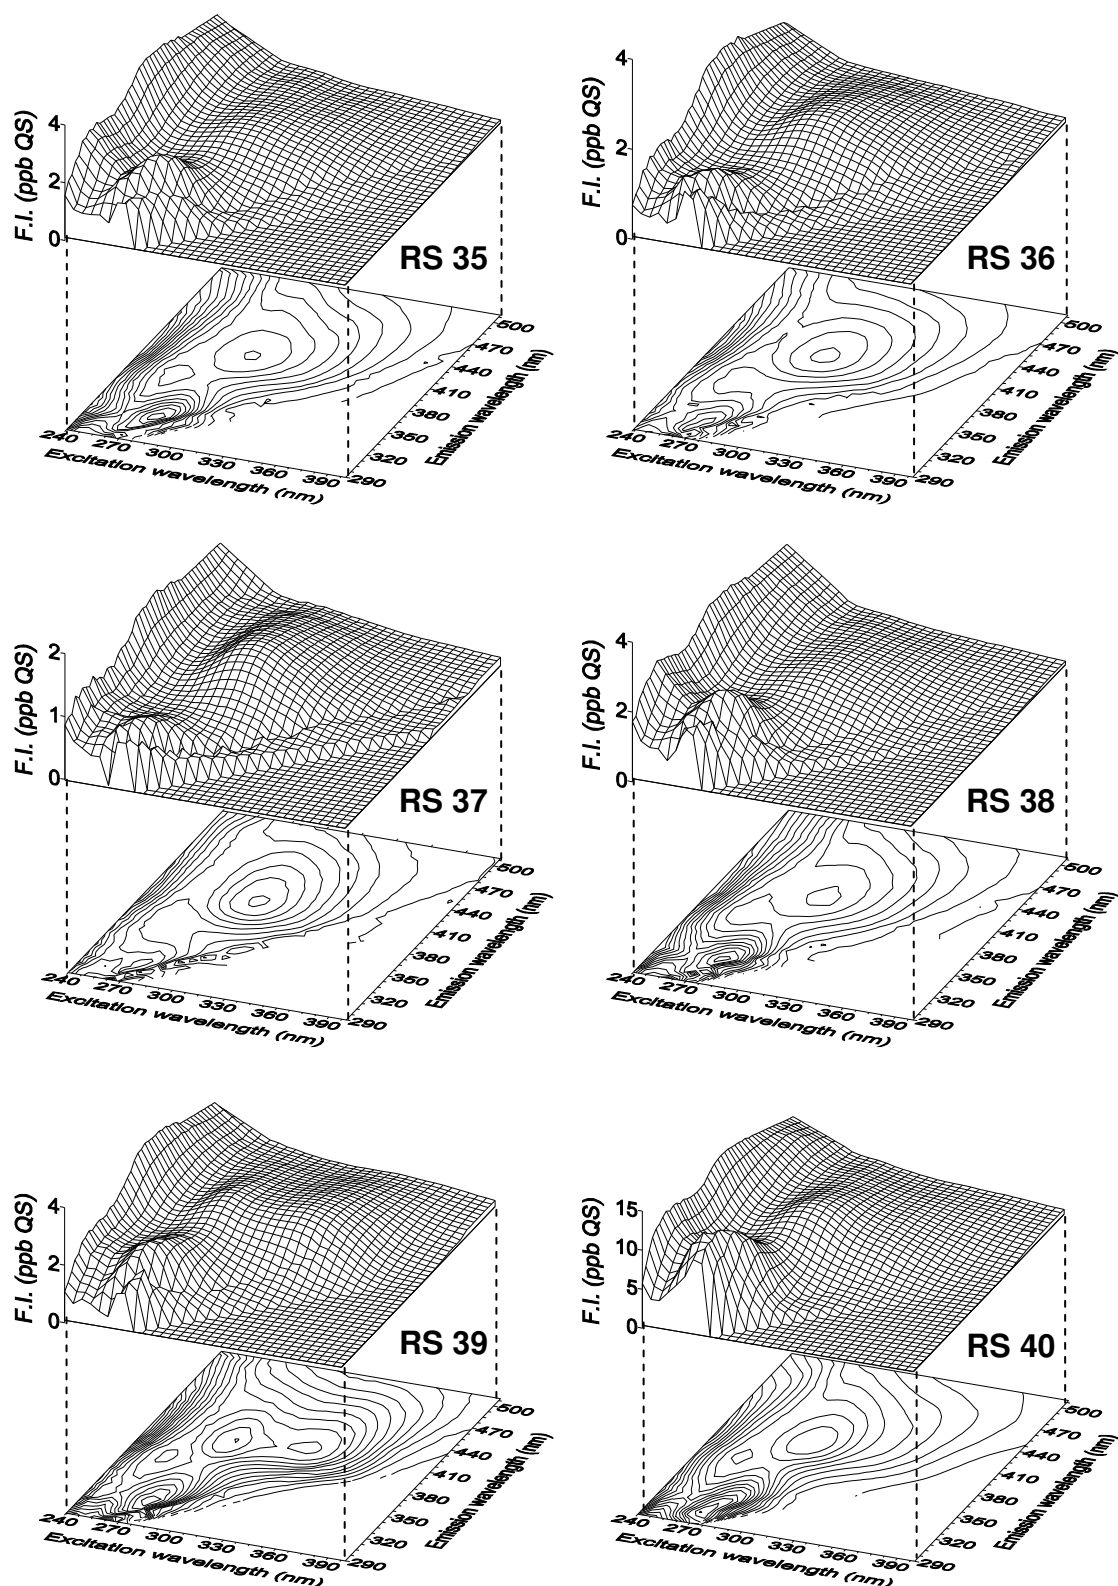 4
2
0
F.I. (ppb QS)
RS 35
240 270 300 330 360 390
Excitation wavelength (nm)
290 320 350 380 410 440 470 500
Emission wavelength (nm)
4
2
0
F.I. (ppb QS)
RS 36
240 270 300 330 360 390
Excitation wavelength (nm)
290 320 350 380 410 440 470 500
Emission wavelength (nm)
2
1
0
F.I. (ppb QS)
RS 37
240 270 300 330 360 390
Excitation wavelength (nm)
290 320 350 380 410 440 470 500
Emission wavelength (nm)
4
2
0
F.I. (ppb QS)
RS 38
240 270 300 330 360 390
Excitation wavelength (nm)
290 320 350 380 410 440 470 500
Emission wavelength (nm)
4
2
0
F.I. (ppb QS)
RS 39
240 270 300 330 360 390
Excitation wavelength (nm)
290 320 350 380 410 440 470 500
Emission wavelength (nm)
15
10
5
0
F.I. (ppb QS)
RS 40
240 270 300 330 360 390
Excitation wavelength (nm)
290 320 350 380 410 440 470 500
Emission wavelength (nm)